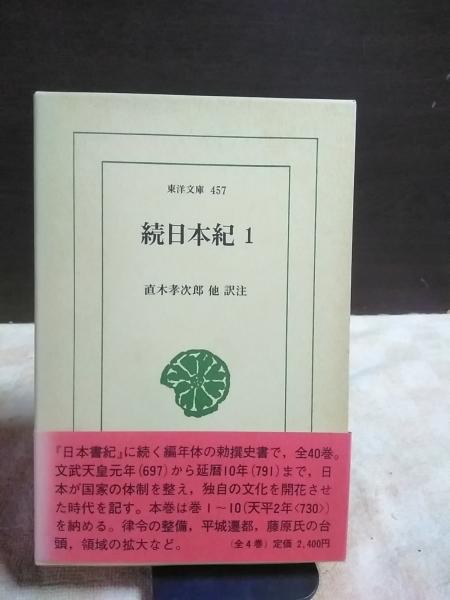 東洋文庫 457
続日本紀 1
直木孝次郎 他 訳注
『日本書紀』に続く編年体の勅撰史書で，全40巻。
文武天皇元年(697)から延暦10年(791)まで，日
本が国家の体制を整え，独自の文化を開花させ
た時代を記す。本巻は巻1〜10(天平2年〈730〉)
を納める。律令の整備，平城遷都，藤原氏の台
頭，領域の拡大など。 (全4巻) 定価 2,400円